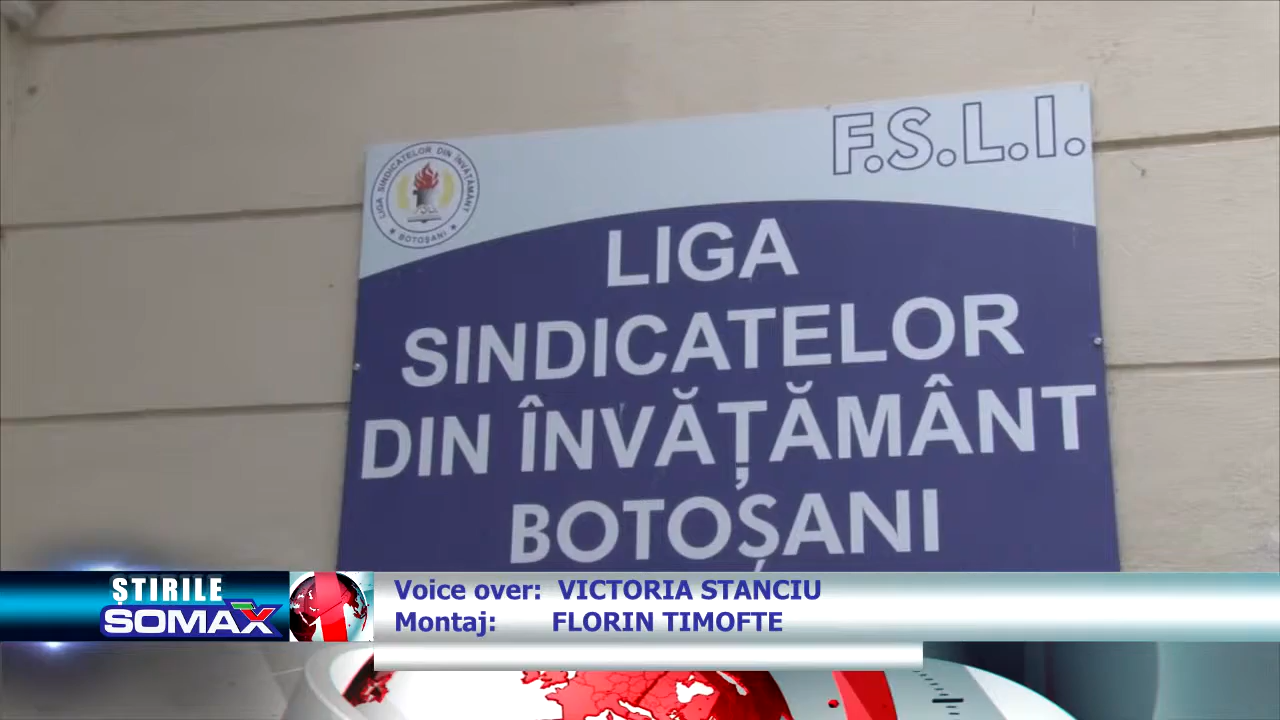 F.S.L.I.
LIGA SINDICATELOR DIN ÎNVĂȚĂMÂNT
BOTOȘANI
LIGA
SINDICATELOR
DIN ÎNVĂȚĂMÂNT
BOTOȘANI
ȘTIRILE
SOMAX
Voice over: VICTORIA STANCIU
Montaj: FLORIN TIMOFTE